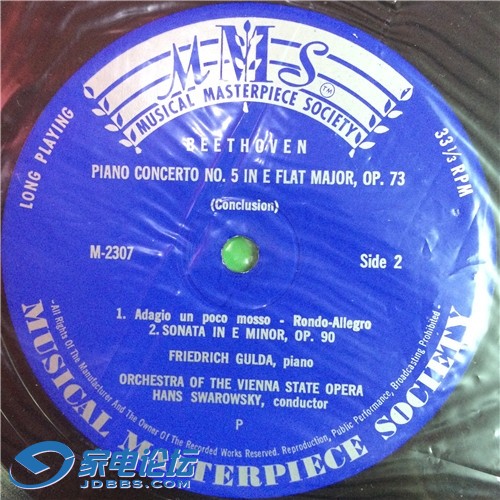 MMS
TM
MUSICAL MASTERPIECE SOCIETY
LONG PLAYING
33 1/3 RPM
BEETHOVEN
PIANO CONCERTO NO. 5 IN E FLAT MAJOR, OP. 73
(Conclusion)
M-2307
Side 2
1. Adagio un poco mosso - Rondo-Allegro
2. SONATA IN E MINOR, OP. 90
FRIEDRICH GULDA, piano
ORCHESTRA OF THE VIENNA STATE OPERA
HANS SWAROWSKY, conductor
P
-All Rights Of The Manufacturer And Of The Owner Of The Recorded Works Reserved. Reproduction, Public Performance, Broadcasting Prohibited-
MUSICAL MASTERPIECE SOCIETY
家电论坛
JDBBS.COM